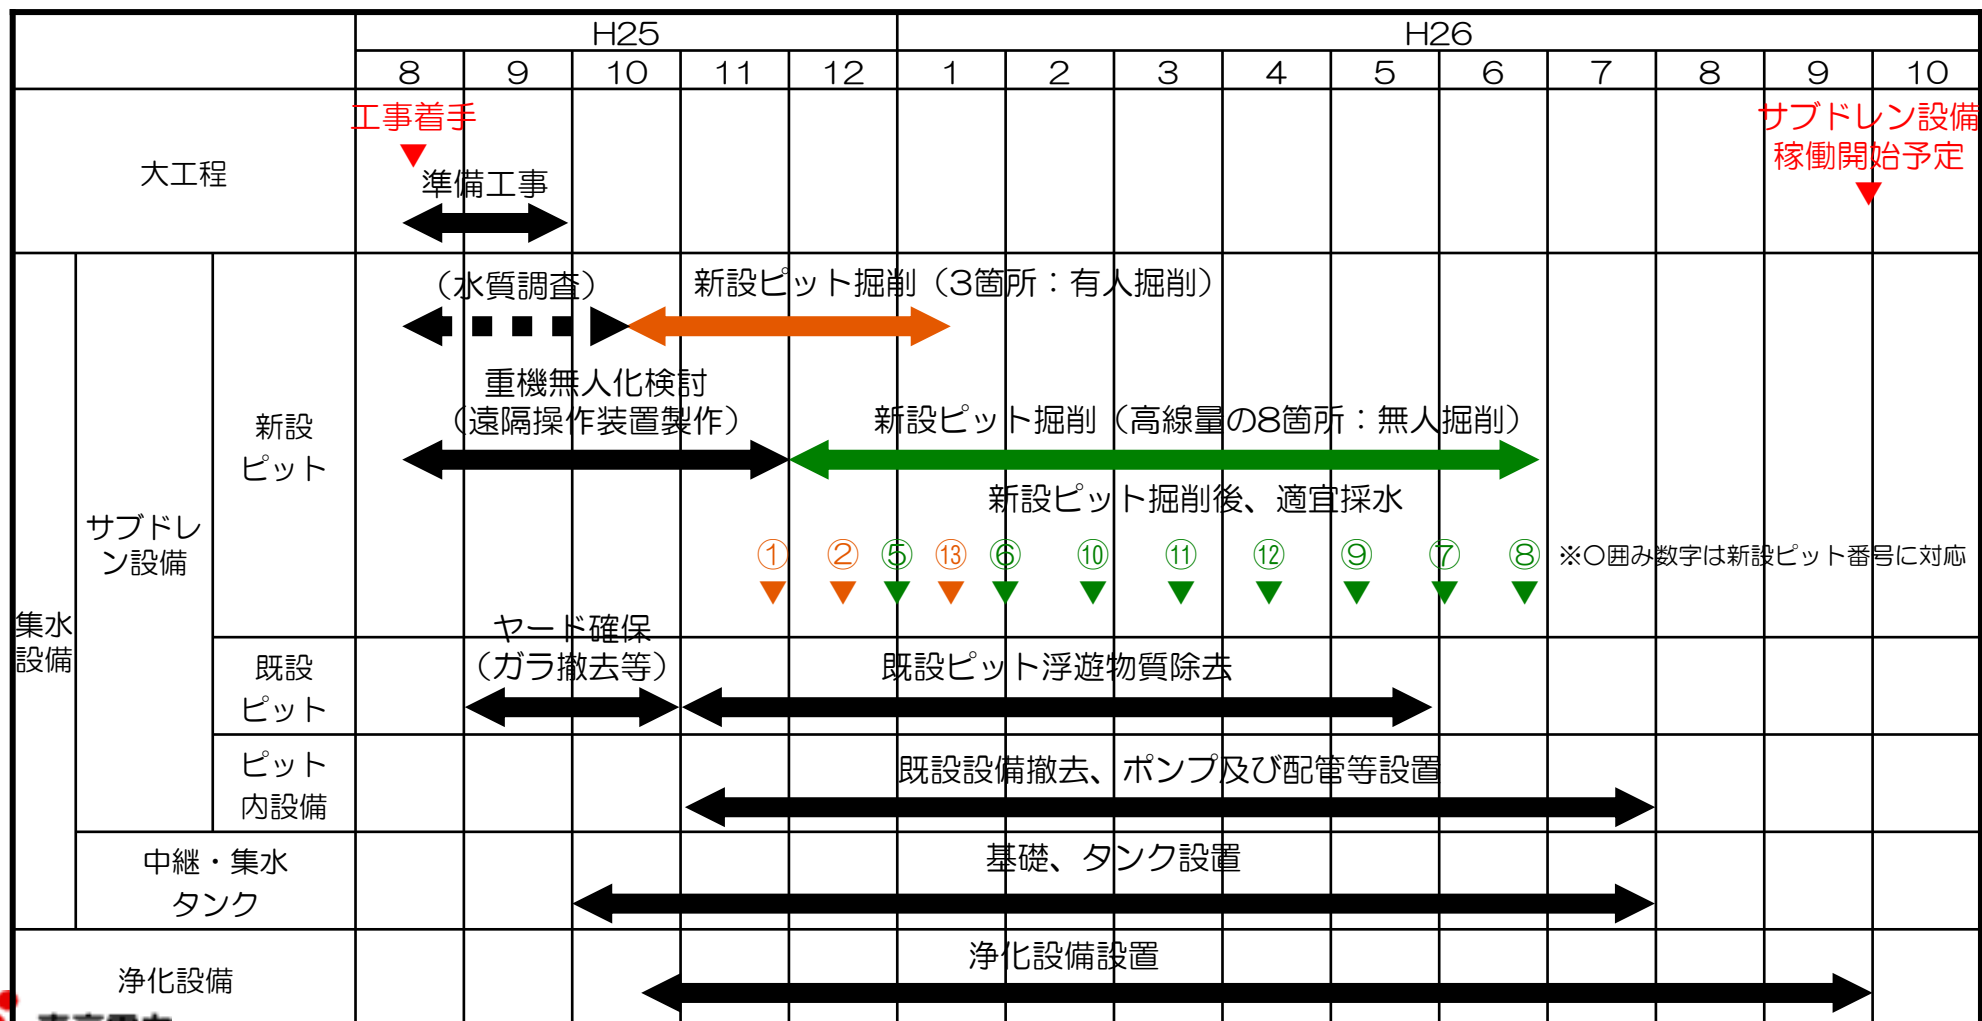 H25 H26
8 9 10 11 12 1 2 3 4 5 6 7 8 9 10
大工程
工事着手
準備工事
サブドレン設備
稼働開始予定
集水
設備
サブドレ
ン設備
新設
ピット
（水質調査）
新設ピット掘削（3箇所：有人掘削）
重機無人化検討
（遠隔操作装置製作）
新設ピット掘削（高線量の8箇所：無人掘削）
新設ピット掘削後、適宜採水
① ② ⑤ ⑬ ⑥ ⑩ ⑪ ⑫ ⑨ ⑦ ⑧ ※〇囲み数字は新設ピット番号に対応
既設
ピット
ヤード確保
（ガラ撤去等）
既設ピット浮遊物質除去
ピット
内設備
既設設備撤去、ポンプ及び配管等設置
中継・集水
タンク
基礎、タンク設置
浄化設備
浄化設備設置